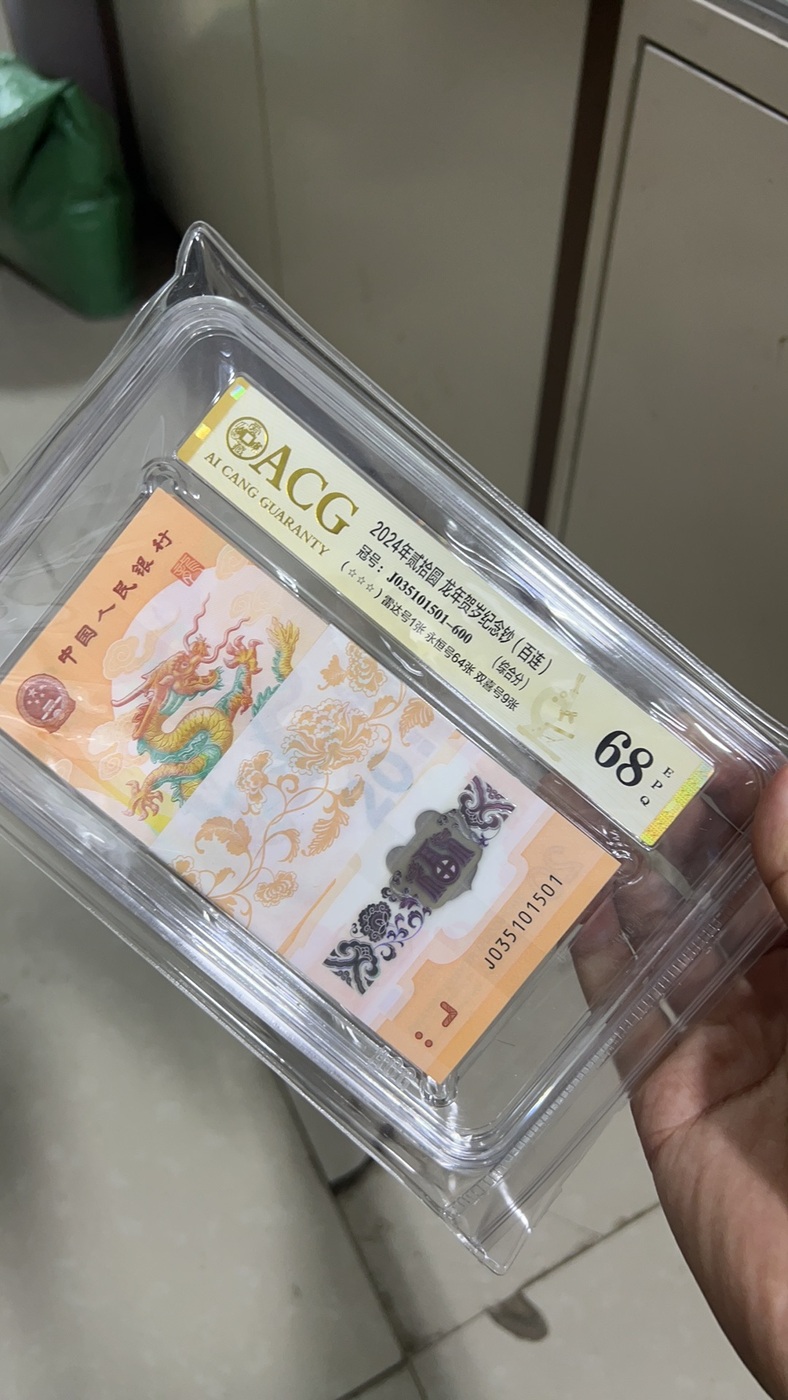 ACG
AI CANG GUARANTY
2024年贰拾圆 龙年贺岁纪念钞（百连）
冠号：J035101501-600 （综合分）
（☆☆☆）雷达号1张 永恒号64张 双喜号9张
68
EPQ
中国人民银行
20
J035101501